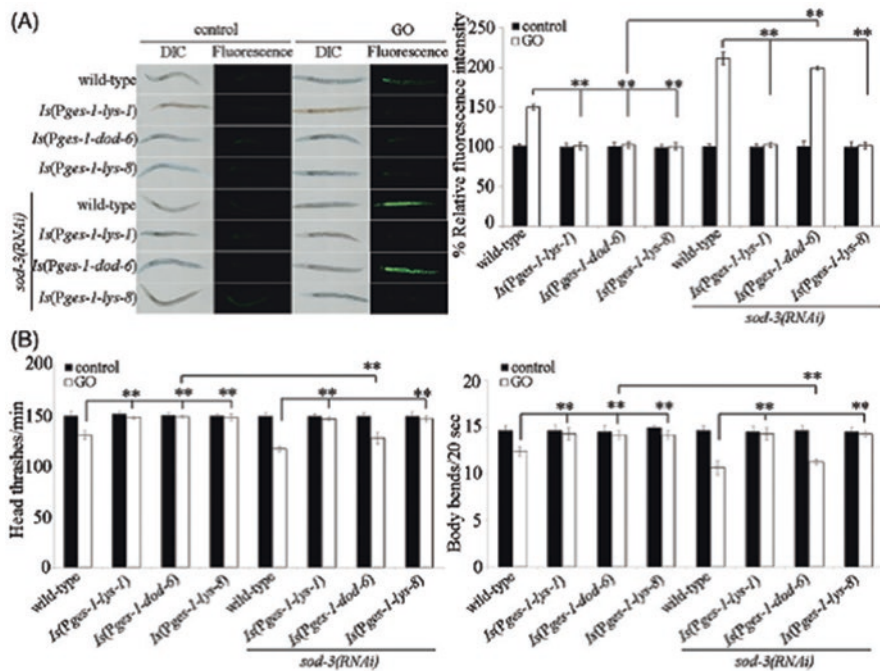 (A)
control GO
DIC Fluorescence DIC Fluorescence
wild-type
Is(Pges-1-lys-1)
Is(Pges-1-dod-6)
Is(Pges-1-lys-8)
sod-3(RNAi)
wild-type
Is(Pges-1-lys-1)
Is(Pges-1-dod-6)
Is(Pges-1-lys-8)
% Relative fluorescence intensity
250
200
150
100
50
0
control
GO
**
** **
** ** **
wild-type
Is(Pges-1-lys-1)
Is(Pges-1-dod-6)
Is(Pges-1-lys-8)
wild-type
Is(Pges-1-lys-1)
Is(Pges-1-dod-6)
Is(Pges-1-lys-8)
sod-3(RNAi)
(B)
Head thrashes/min
200
150
100
50
0
control
GO
**
** ** ** ** **
wild-type
Is(Pges-1-lys-1)
Is(Pges-1-dod-6)
Is(Pges-1-lys-8)
wild-type
Is(Pges-1-lys-1)
Is(Pges-1-dod-6)
Is(Pges-1-lys-8)
sod-3(RNAi)
Body bends/20 sec
20
15
10
5
0
control
GO
**
** ** ** ** **
wild-type
Is(Pges-1-lys-1)
Is(Pges-1-dod-6)
Is(Pges-1-lys-8)
wild-type
Is(Pges-1-lys-1)
Is(Pges-1-dod-6)
Is(Pges-1-lys-8)
sod-3(RNAi)